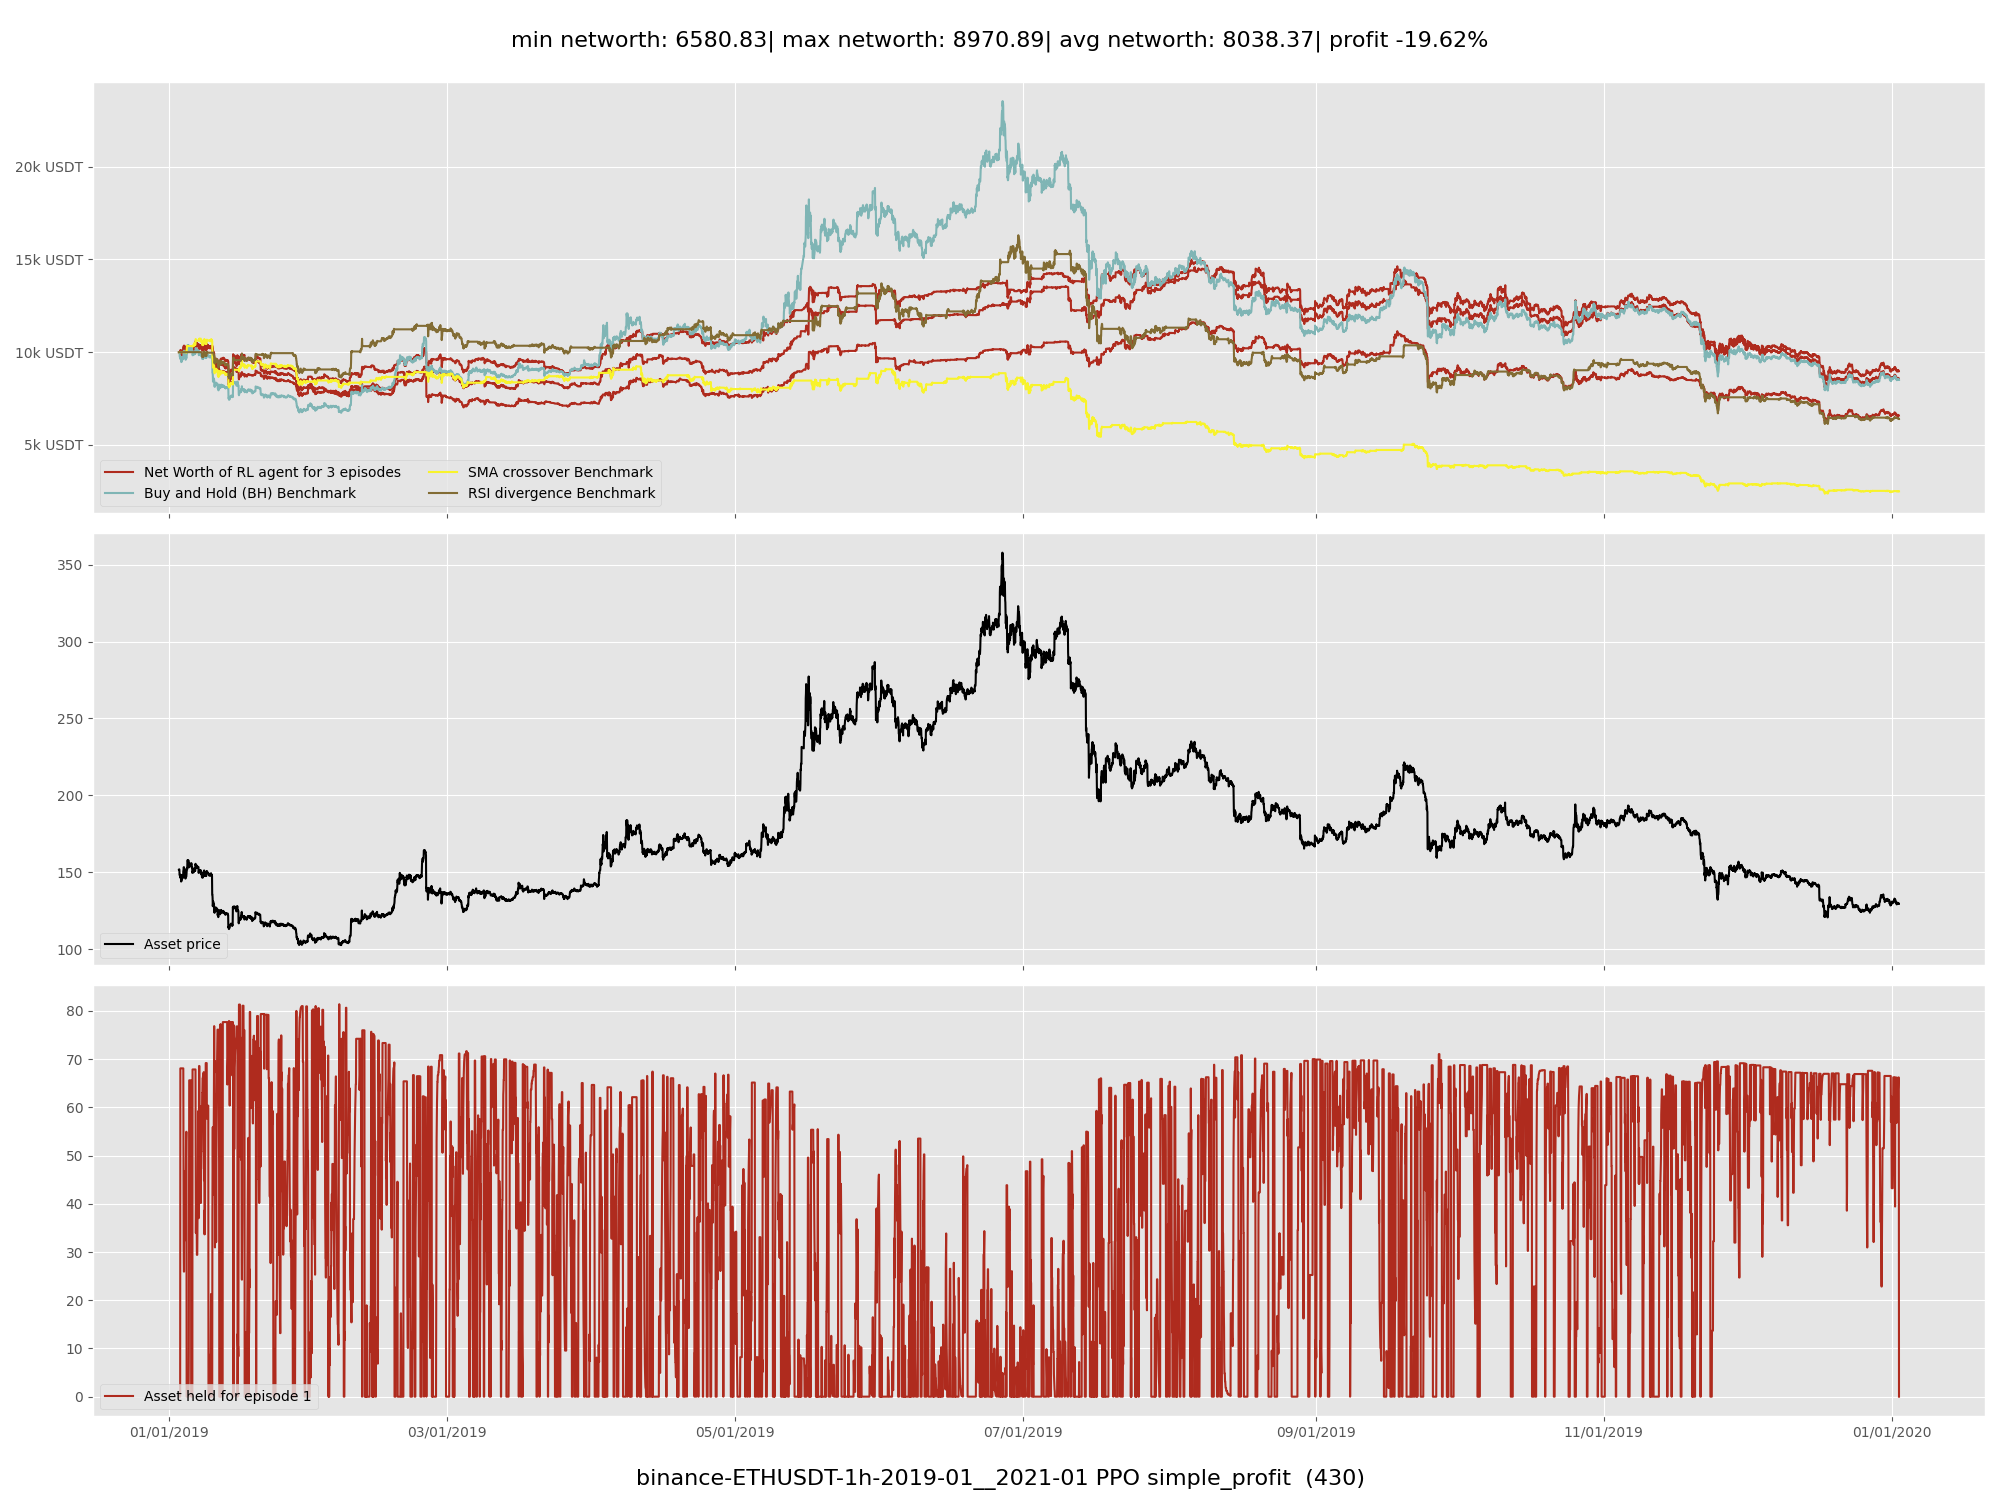 min networth: 6580.83| max networth: 8970.89| avg networth: 8038.37| profit -19.62%
20k USDT
15k USDT
10k USDT
5k USDT
Net Worth of RL agent for 3 episodes
Buy and Hold (BH) Benchmark
SMA crossover Benchmark
RSI divergence Benchmark
350
300
250
200
150
100
Asset price
80
70
60
50
40
30
20
10
0
Asset held for episode 1
01/01/2019 03/01/2019 05/01/2019 07/01/2019 09/01/2019 11/01/2019 01/01/2020
binance-ETHUSDT-1h-2019-01__2021-01 PPO simple_profit  (430)